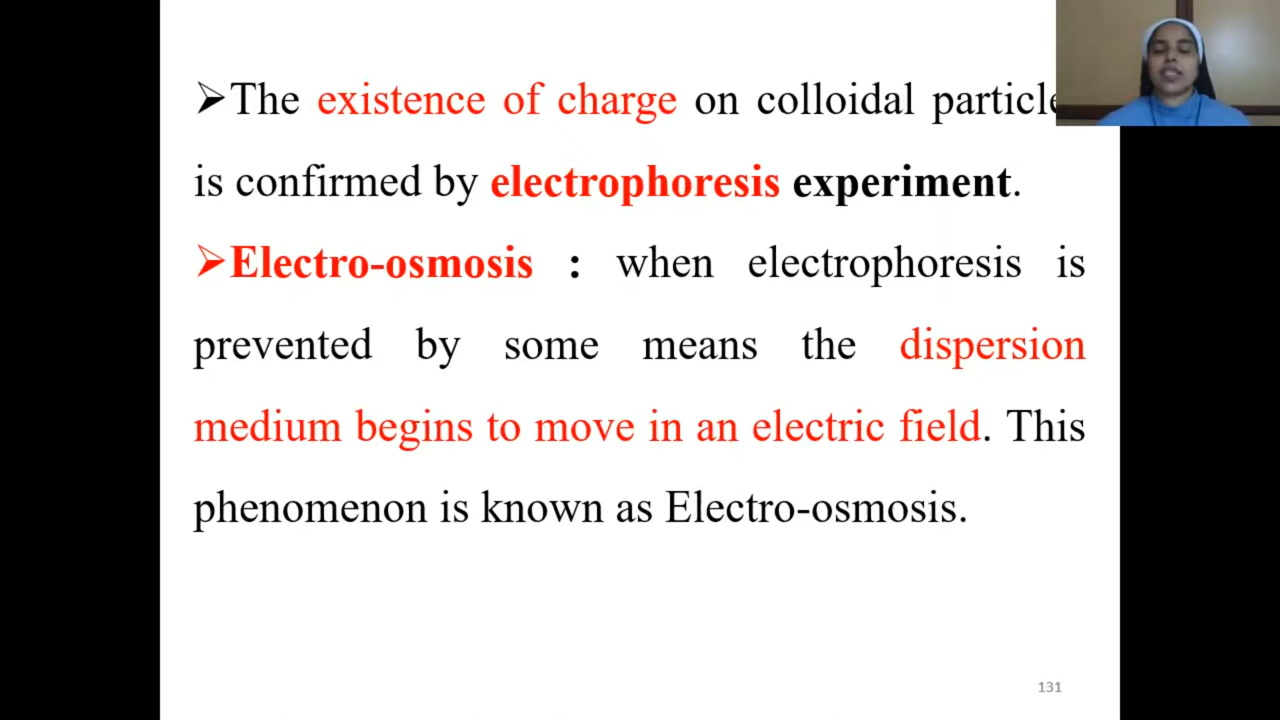 ➢The existence of charge on colloidal particle
is confirmed by electrophoresis experiment.
➢Electro-osmosis : when electrophoresis is
prevented by some means the dispersion
medium begins to move in an electric field. This
phenomenon is known as Electro-osmosis.
131